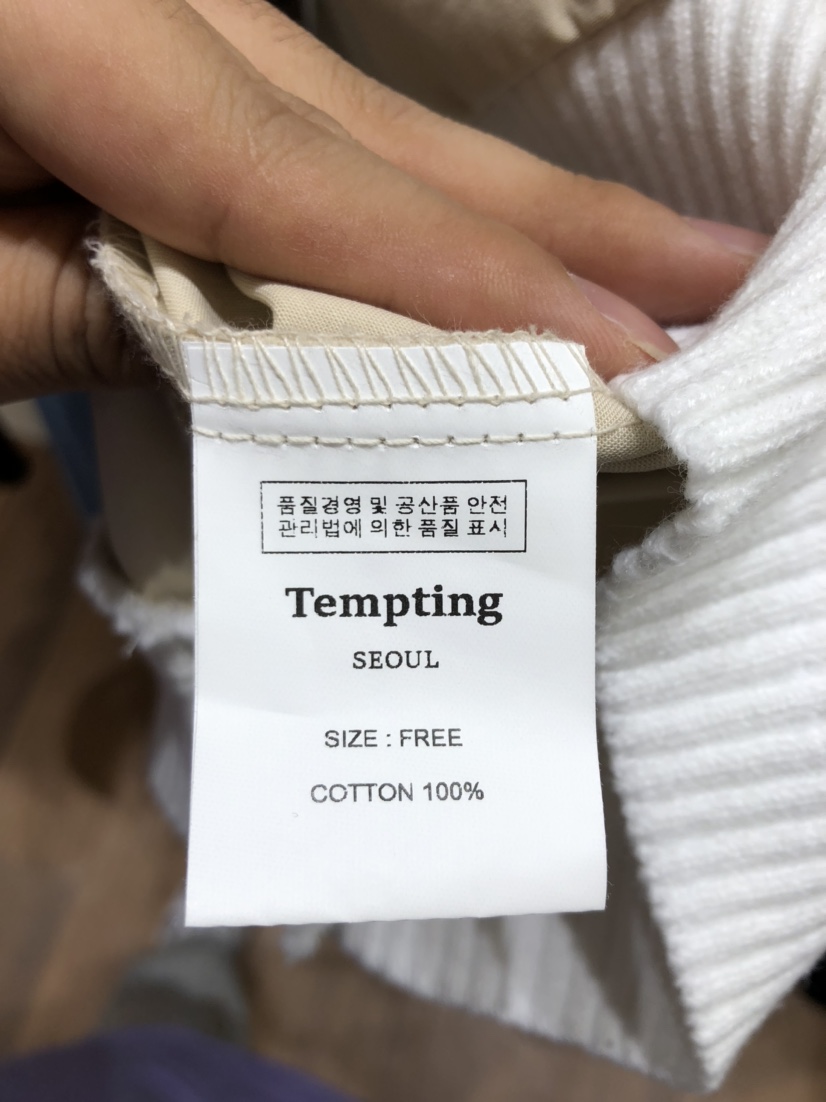 품질경영 및 공산품 안전
관리법에 의한 품질 표시
Tempting
SEOUL
SIZE : FREE
COTTON 100%